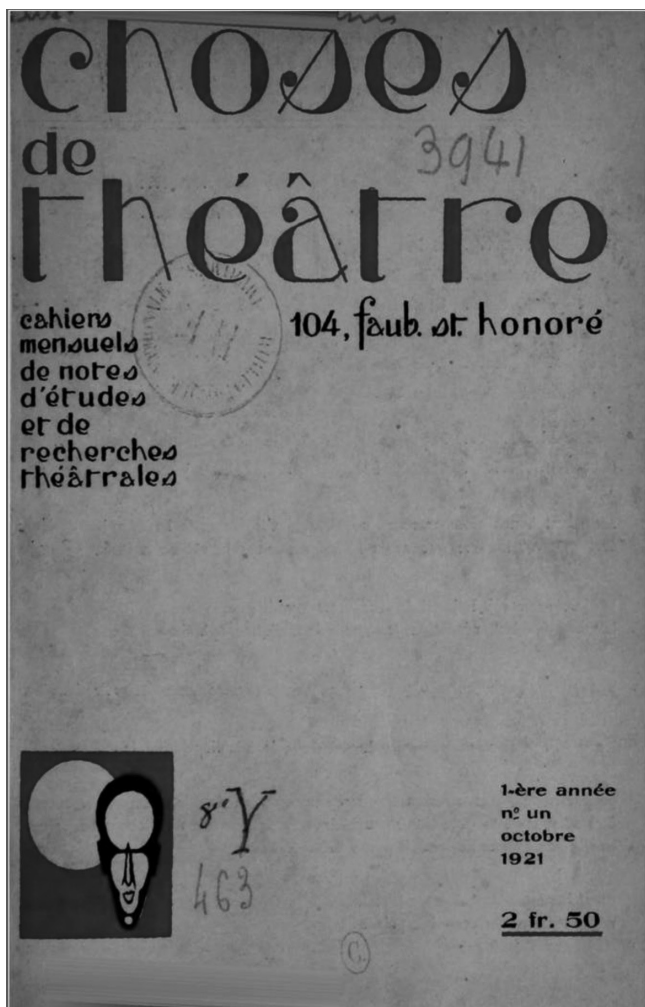 choses
de
théâtre
3941
cahiers
mensuels
de notes
d'études
et de
recherches
théâtrales
104, faub. st. honoré
8º Y
463
1-ère année
nº un
octobre
1921
2 fr. 50
C.